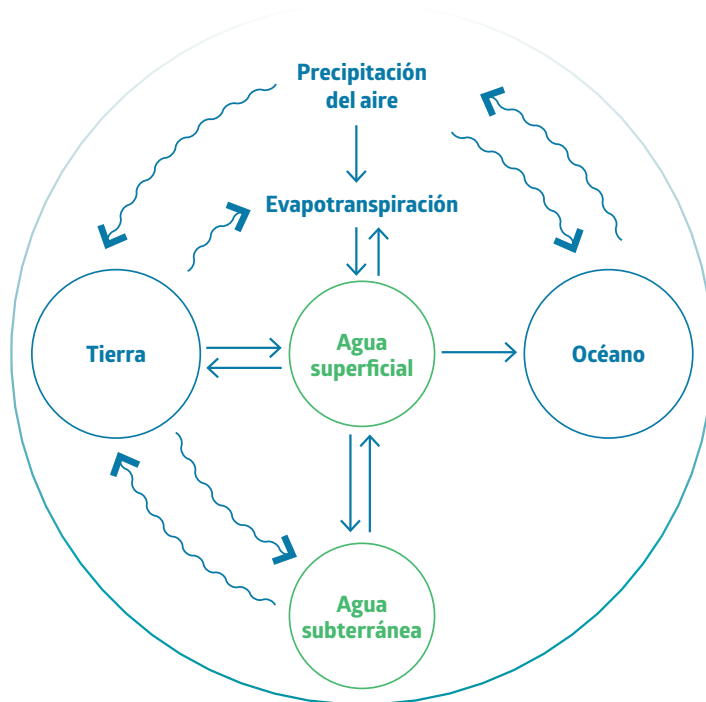 Precipitación
del aire
Evapotranspiración
Tierra
Agua
superficial
Océano
Agua
subterránea